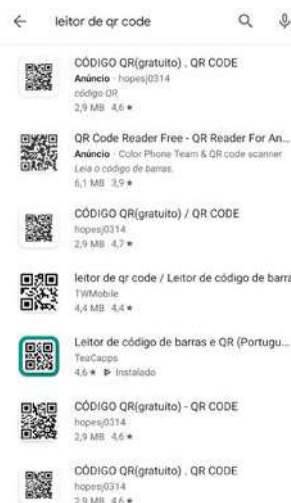 leitor de qr code
CÓDIGO QR(gratuito) . QR CODE
Anúncio · hopesj0314
código QR
2,9 MB 4,6 ★
QR Code Reader Free - QR Reader For An...
Anúncio · Color Phone Team & QR code scanner
Leia o código de barras.
6,1 MB 3,9 ★
CÓDIGO QR(gratuito) / QR CODE
hopesj0314
2,9 MB 4,7 ★
leitor de qr code / Leitor de código de barra
TWMobile
4,4 MB 4,4 ★
Leitor de código de barras e QR (Portugu...
TeaCapps
4,6 ★ Instalado
CÓDIGO QR(gratuito) - QR CODE
hopesj0314
2,9 MB 4,6 ★
CÓDIGO QR(gratuito) . QR CODE
hopesj0314
2,9 MB 4,6 ★